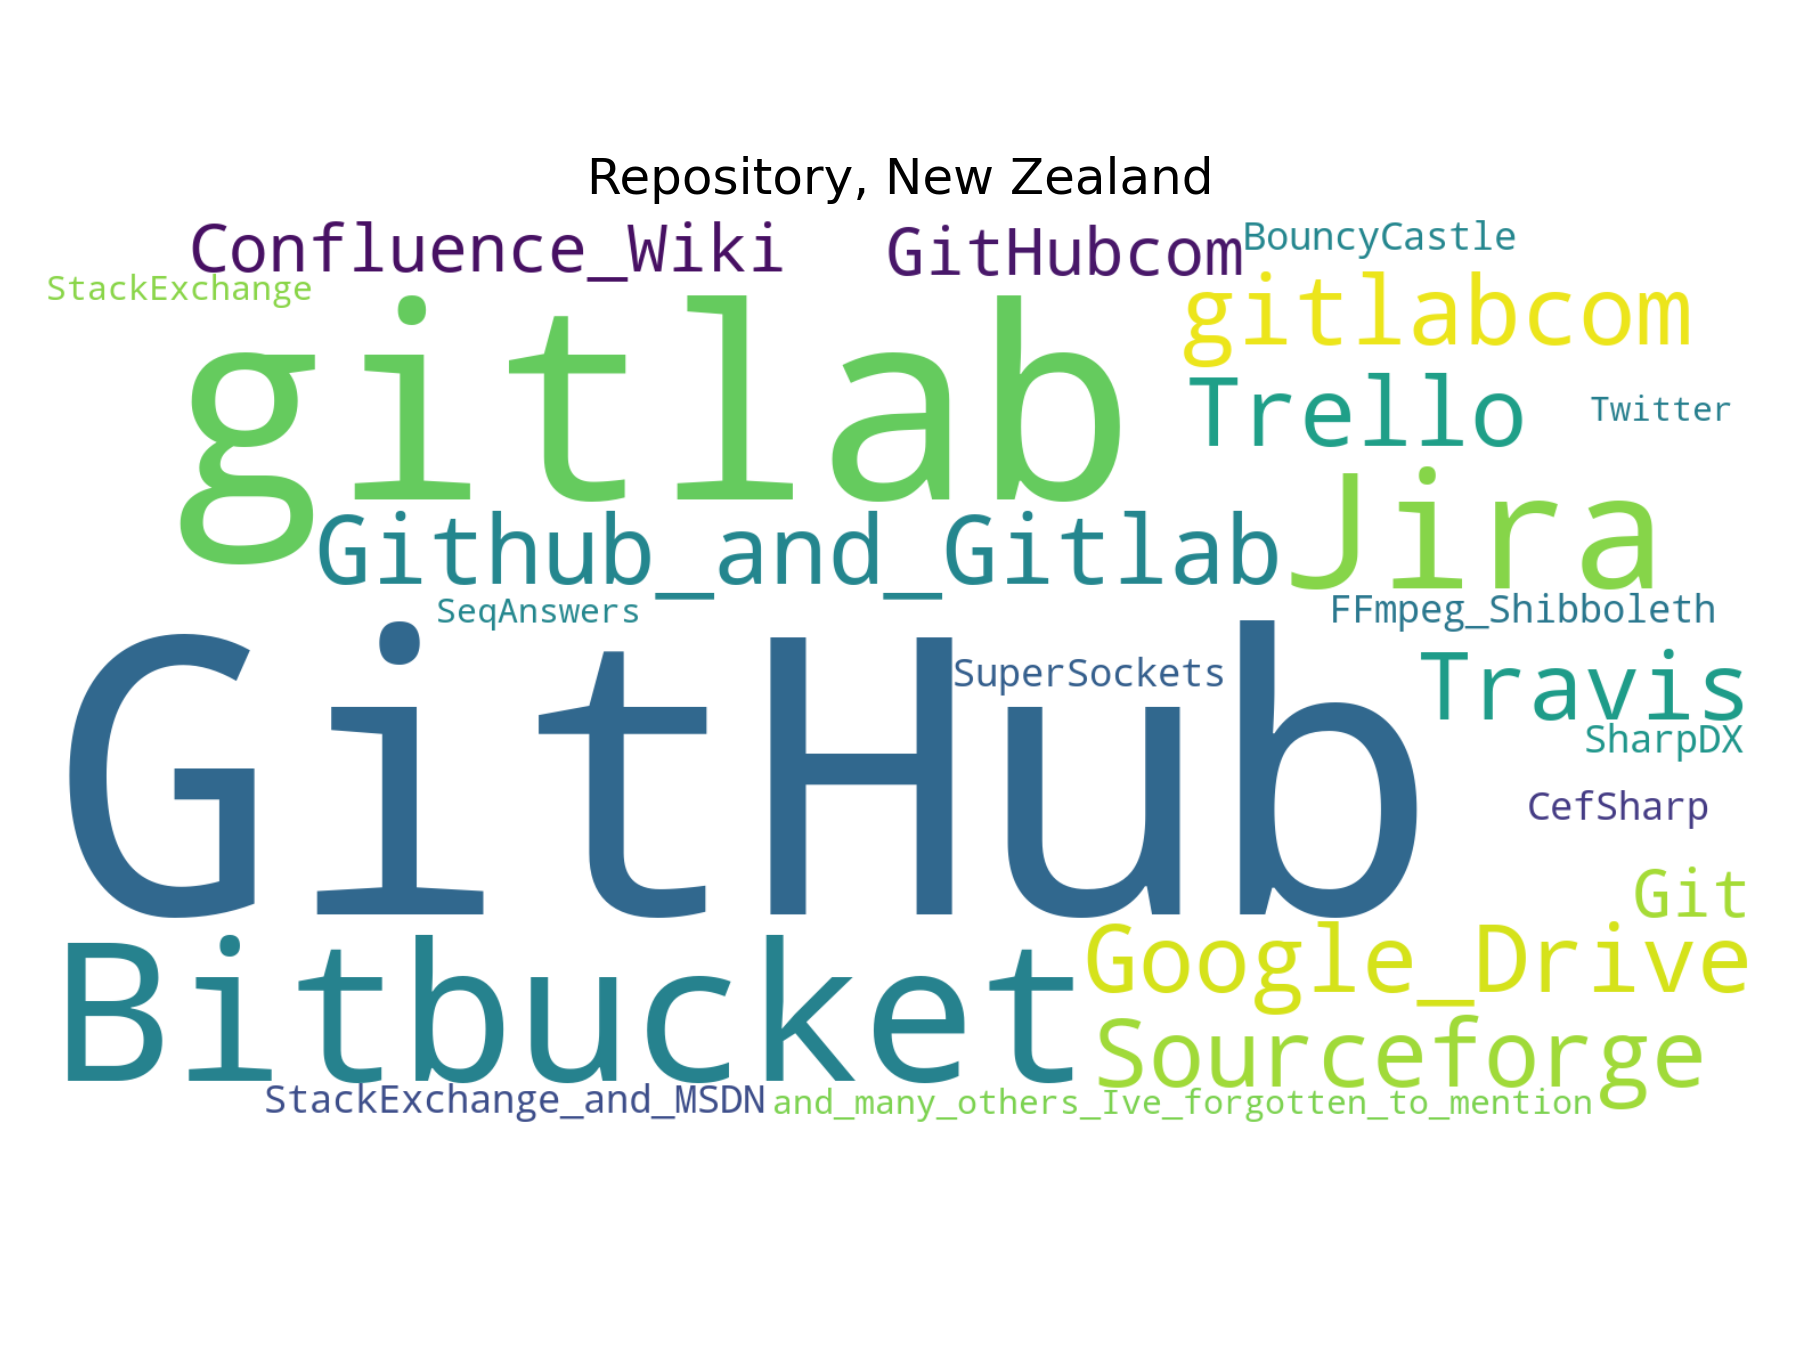 Repository, New Zealand
Confluence_Wiki
GitHubcom
BouncyCastle
StackExchange
gitlab
gitlabcom
Trello
Twitter
Jira
Github_and_Gitlab
SeqAnswers
FFmpeg_Shibboleth
GitHub
SuperSockets
Travis
SharpDX
CefSharp
Git
Bitbucket
Google_Drive
Sourceforge
StackExchange_and_MSDN
and_many_others_Ive_forgotten_to_mention